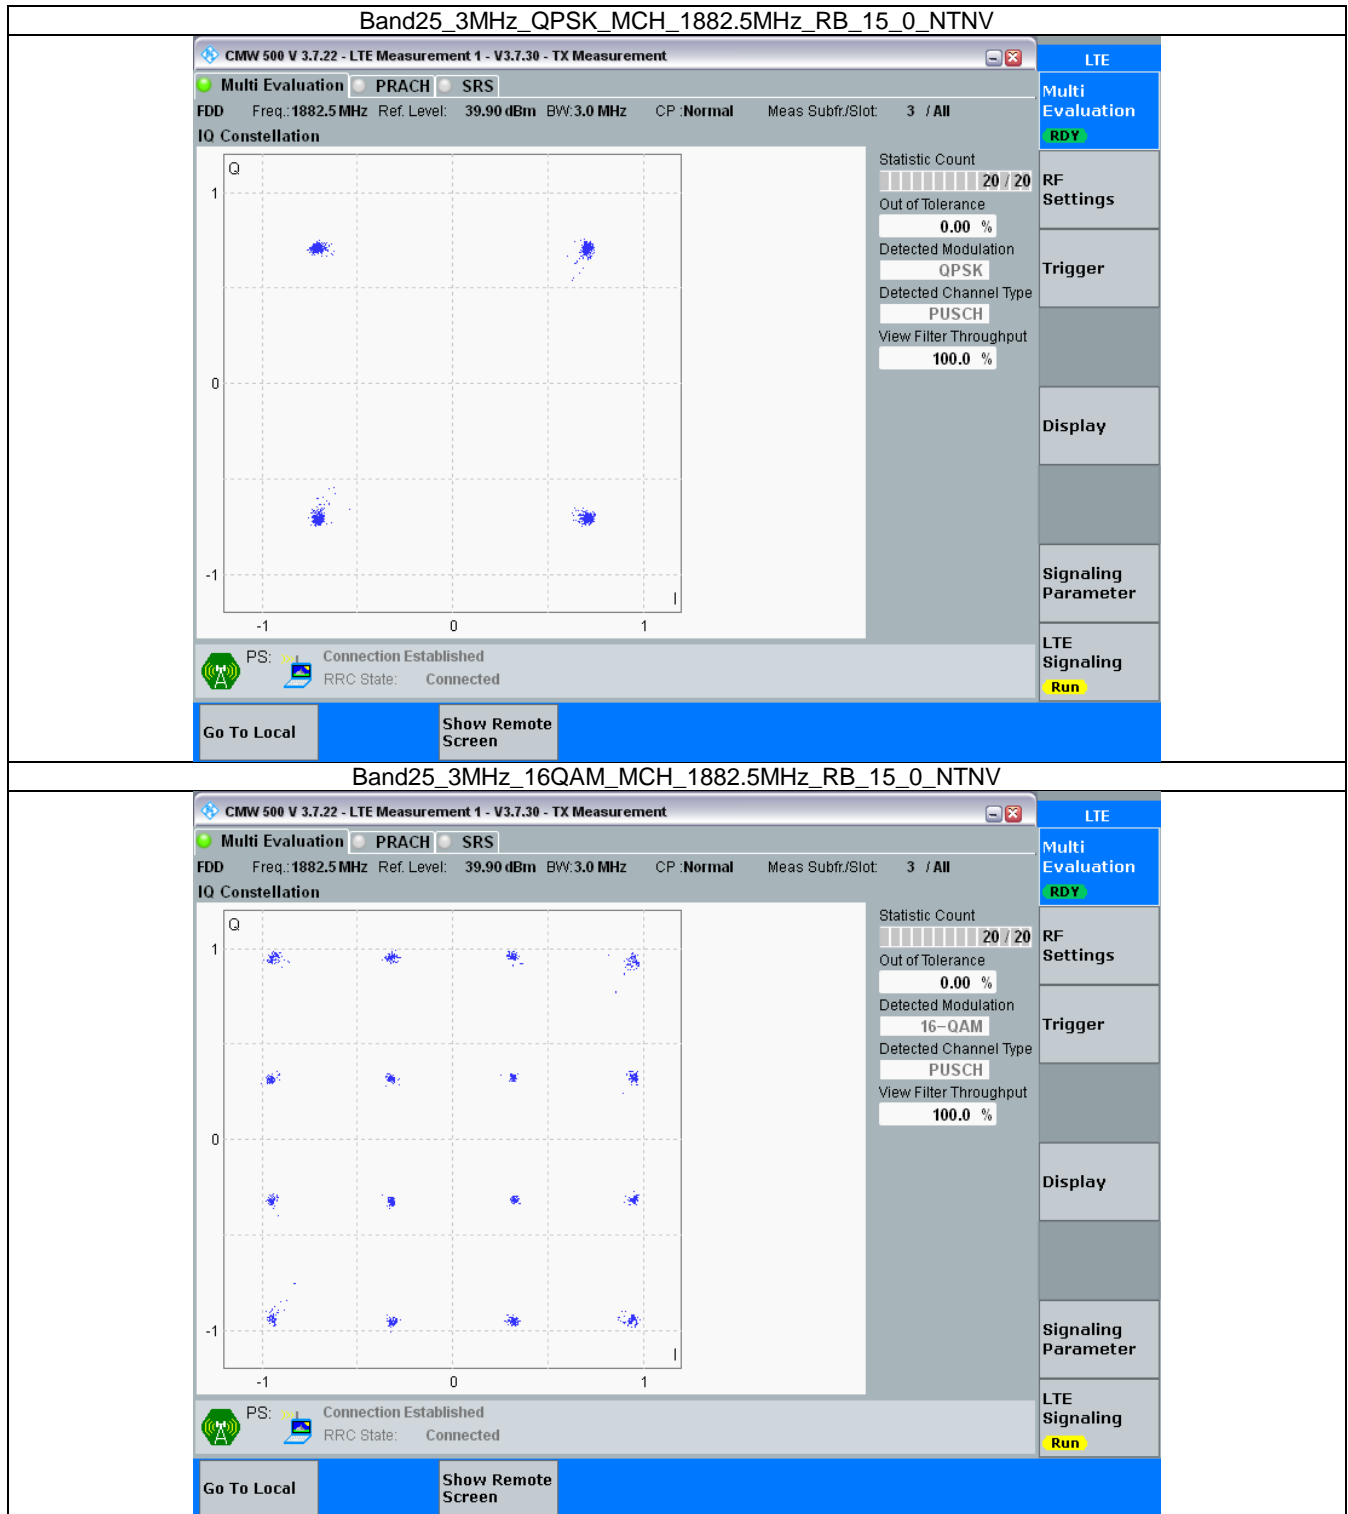 Band25_3MHz_QPSK_MCH_1882.5MHz_RB_15_0_NTNV
CMW 500 V 3.7.22 - LTE Measurement 1 - V3.7.30 - TX Measurement
LTE
Multi Evaluation PRACH SRS
Multi
Evaluation
RDY
FDD Freq.:1882.5 MHz Ref. Level: 39.90 dBm BW:3.0 MHz CP :Normal Meas Subfr./Slot: 3 / All
IQ Constellation
Q
1
0
-1
I
-1 0 1
Statistic Count
20 / 20
Out of Tolerance
0.00 %
Detected Modulation
QPSK
Detected Channel Type
PUSCH
View Filter Throughput
100.0 %
RF
Settings
Trigger
Display
Signaling
Parameter
LTE
Signaling
Run
PS: Connection Established
RRC State: Connected
Go To Local
Show Remote
Screen
Band25_3MHz_16QAM_MCH_1882.5MHz_RB_15_0_NTNV
CMW 500 V 3.7.22 - LTE Measurement 1 - V3.7.30 - TX Measurement
LTE
Multi Evaluation PRACH SRS
Multi
Evaluation
RDY
FDD Freq.:1882.5 MHz Ref. Level: 39.90 dBm BW:3.0 MHz CP :Normal Meas Subfr./Slot: 3 / All
IQ Constellation
Q
1
0
-1
I
-1 0 1
Statistic Count
20 / 20
Out of Tolerance
0.00 %
Detected Modulation
16-QAM
Detected Channel Type
PUSCH
View Filter Throughput
100.0 %
RF
Settings
Trigger
Display
Signaling
Parameter
LTE
Signaling
Run
PS: Connection Established
RRC State: Connected
Go To Local
Show Remote
Screen